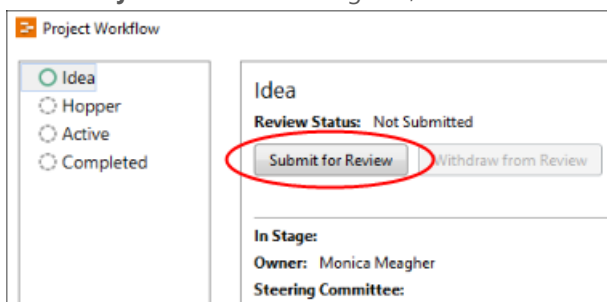 Project Workflow
Idea
Hopper
Active
Completed
Idea
Review Status: Not Submitted
Submit for Review
Withdraw from Review
In Stage:
Owner: Monica Meagher
Steering Committee: